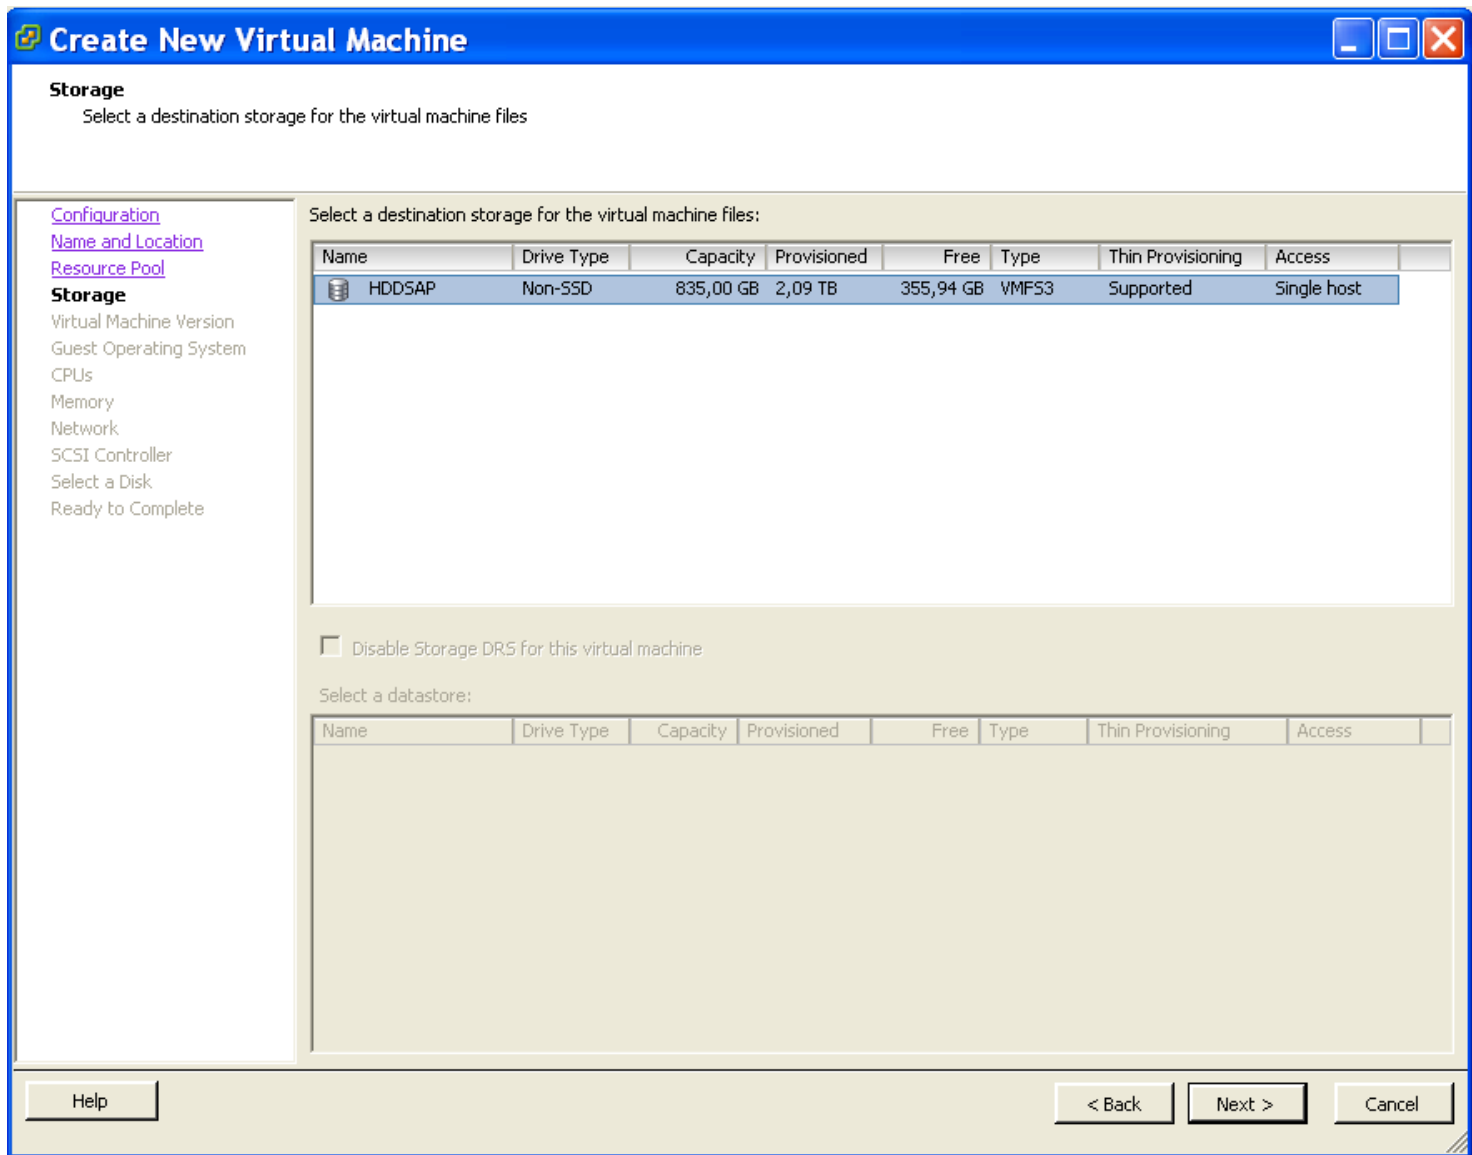 Create New Virtual Machine
Storage
Select a destination storage for the virtual machine files
Configuration
Name and Location
Resource Pool
Storage
Virtual Machine Version
Guest Operating System
CPUs
Memory
Network
SCSI Controller
Select a Disk
Ready to Complete
Select a destination storage for the virtual machine files:
Name Drive Type Capacity Provisioned Free Type Thin Provisioning Access
HDDSAP Non-SSD 835,00 GB 2,09 TB 355,94 GB VMFS3 Supported Single host
Disable Storage DRS for this virtual machine
Select a datastore:
Name Drive Type Capacity Provisioned Free Type Thin Provisioning Access
Help < Back Next > Cancel